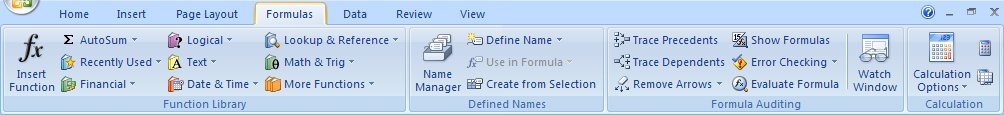 Home Insert Page Layout Formulas Data Review View
fx Σ AutoSum Logical Lookup & Reference Define Name Trace Precedents Show Formulas
Insert Function Recently Used Text Math & Trig Name Manager Use in Formula Trace Dependents Error Checking Watch Window Calculation Options
Financial Date & Time More Functions Create from Selection Remove Arrows Evaluate Formula
Function Library Defined Names Formula Auditing Calculation